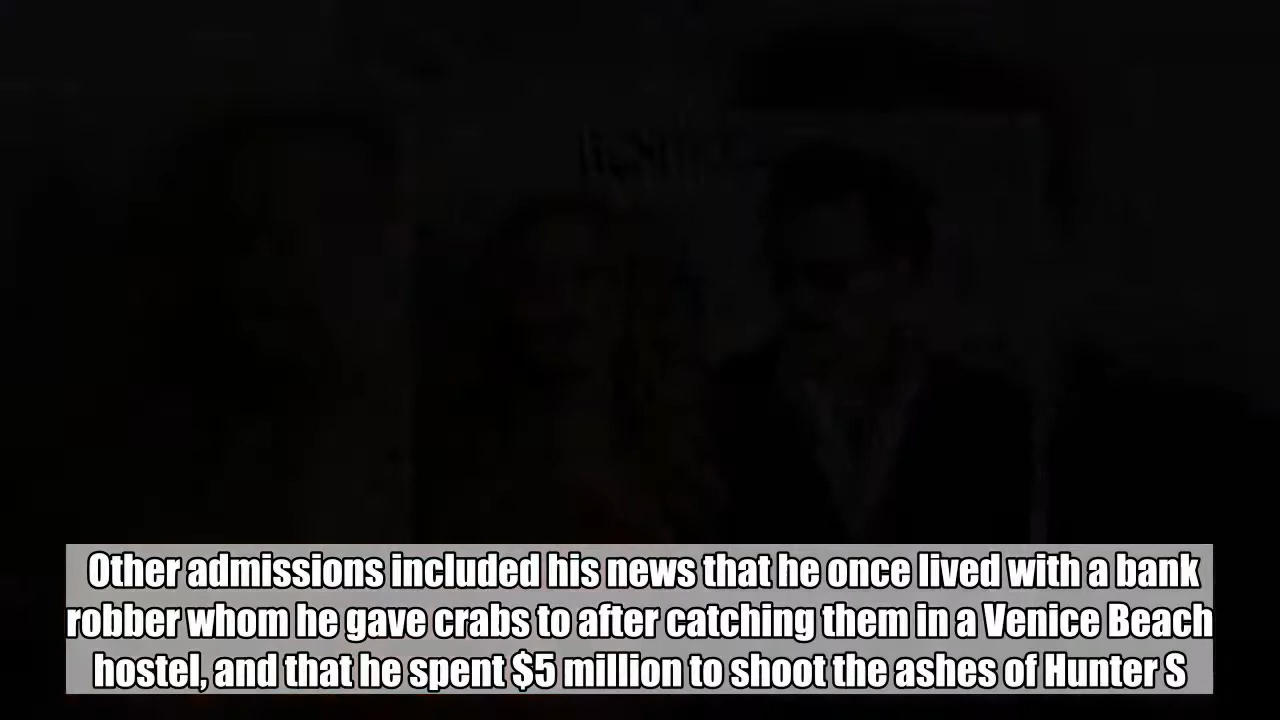 Other admissions included his news that he once lived with a bank
robber whom he gave crabs to after catching them in a Venice Beach
hostel, and that he spent $5 million to shoot the ashes of Hunter S